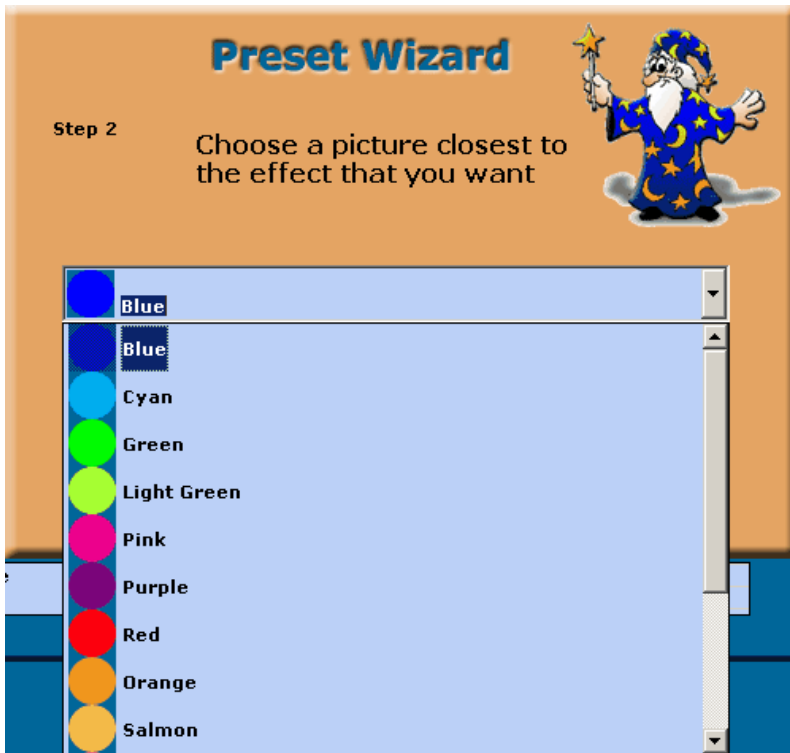 Preset Wizard
Step 2
Choose a picture closest to
the effect that you want
Blue
Blue
Cyan
Green
Light Green
Pink
Purple
Red
Orange
Salmon